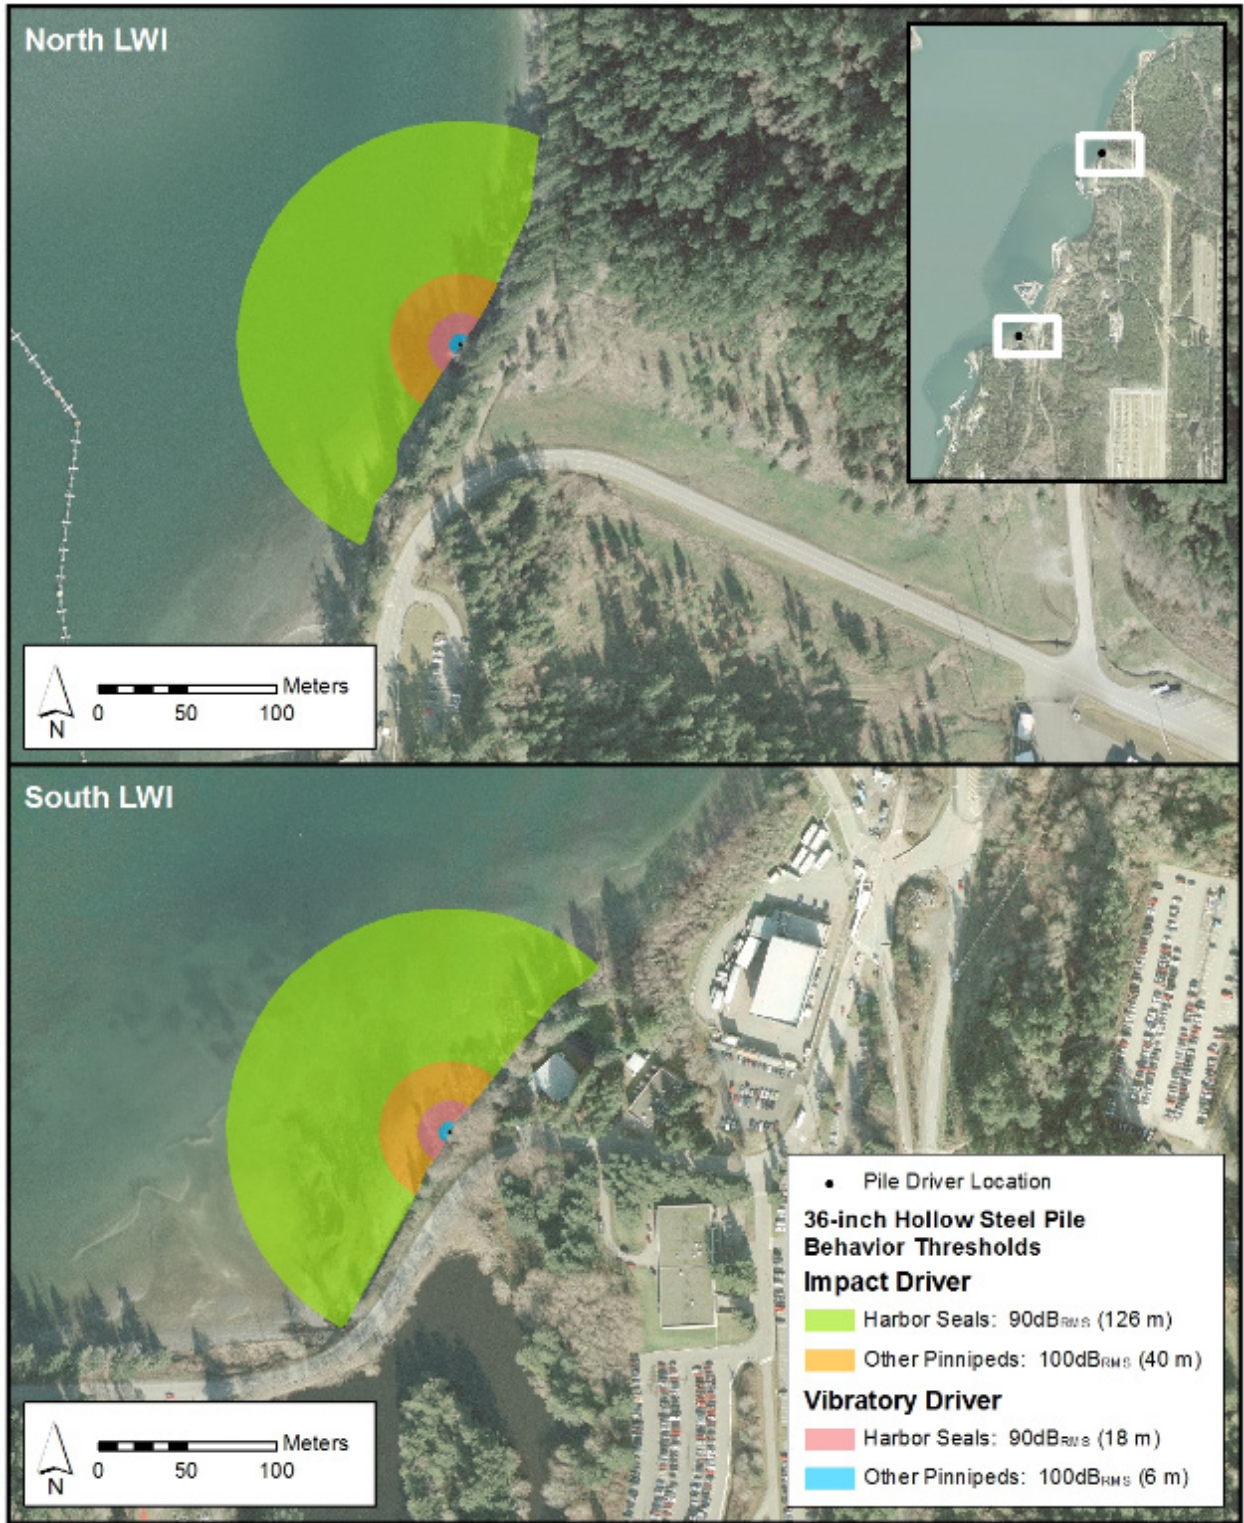 North LWI
Meters
0 50 100
N
South LWI
Pile Driver Location
36-inch Hollow Steel Pile
Behavior Thresholds
Impact Driver
Harbor Seals: 90dBRMS (126 m)
Other Pinnipeds: 100dBRMS (40 m)
Vibratory Driver
Harbor Seals: 90dBRMS (18 m)
Other Pinnipeds: 100dBRMS (6 m)
Meters
0 50 100
N